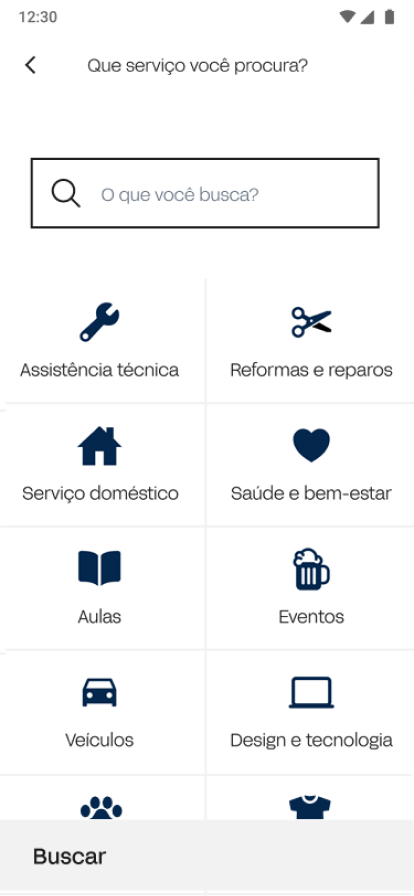 12:30
Que serviço você procura?
O que você busca?
Assistência técnica
Reformas e reparos
Serviço doméstico
Saúde e bem-estar
Aulas
Eventos
Veículos
Design e tecnologia
Buscar